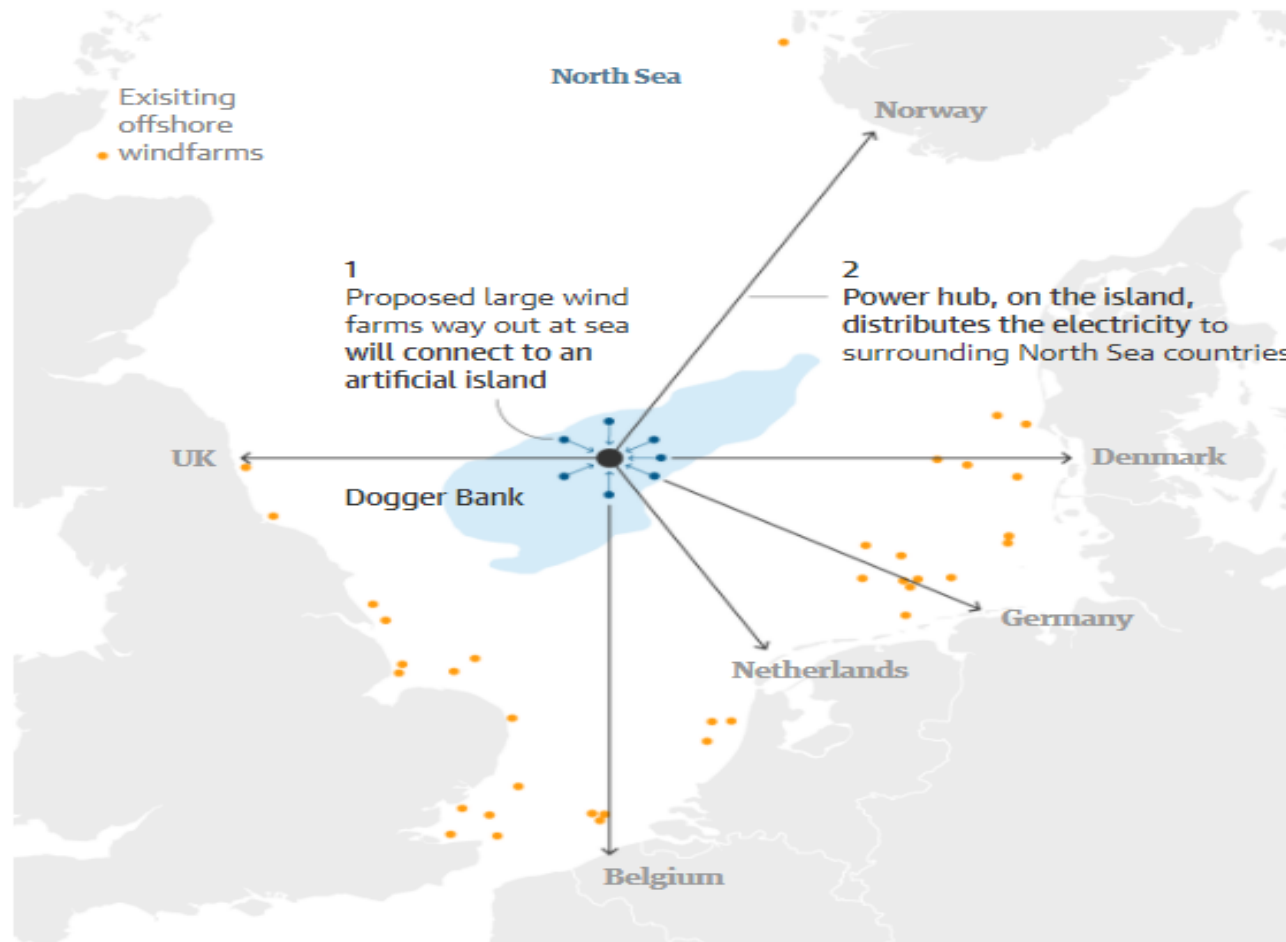 North Sea
Exisiting
offshore
windfarms
Norway
1
Proposed large wind
farms way out at sea
will connect to an
artificial island
2
Power hub, on the island,
distributes the electricity to
surrounding North Sea countries
UK
Denmark
Dogger Bank
Germany
Netherlands
Belgium